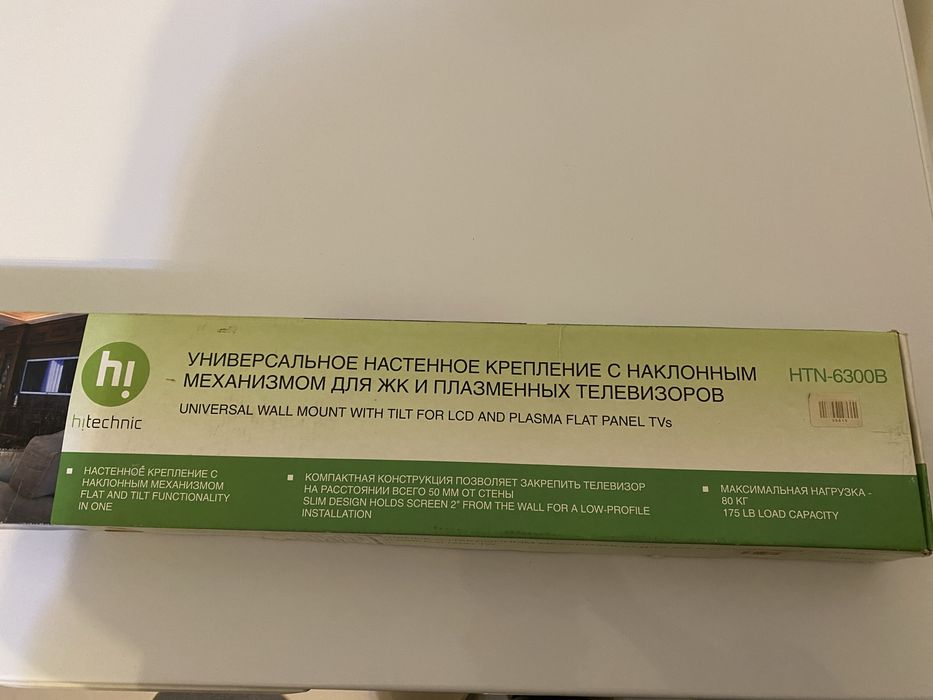 hi
hitechnic
УНИВЕРСАЛЬНОЕ НАСТЕННОЕ КРЕПЛЕНИЕ С НАКЛОННЫМ
МЕХАНИЗМОМ ДЛЯ ЖК И ПЛАЗМЕННЫХ ТЕЛЕВИЗОРОВ
UNIVERSAL WALL MOUNT WITH TILT FOR LCD AND PLASMA FLAT PANEL TVs
HTN-6300B
НАСТЕННОЕ КРЕПЛЕНИЕ С
НАКЛОННЫМ МЕХАНИЗМОМ
FLAT AND TILT FUNCTIONALITY
IN ONE
КОМПАКТНАЯ КОНСТРУКЦИЯ ПОЗВОЛЯЕТ ЗАКРЕПИТЬ ТЕЛЕВИЗОР
НА РАССТОЯНИИ ВСЕГО 50 ММ ОТ СТЕНЫ
SLIM DESIGN HOLDS SCREEN 2" FROM THE WALL FOR A LOW-PROFILE
INSTALLATION
МАКСИМАЛЬНАЯ НАГРУЗКА -
80 КГ
175 LB LOAD CAPACITY